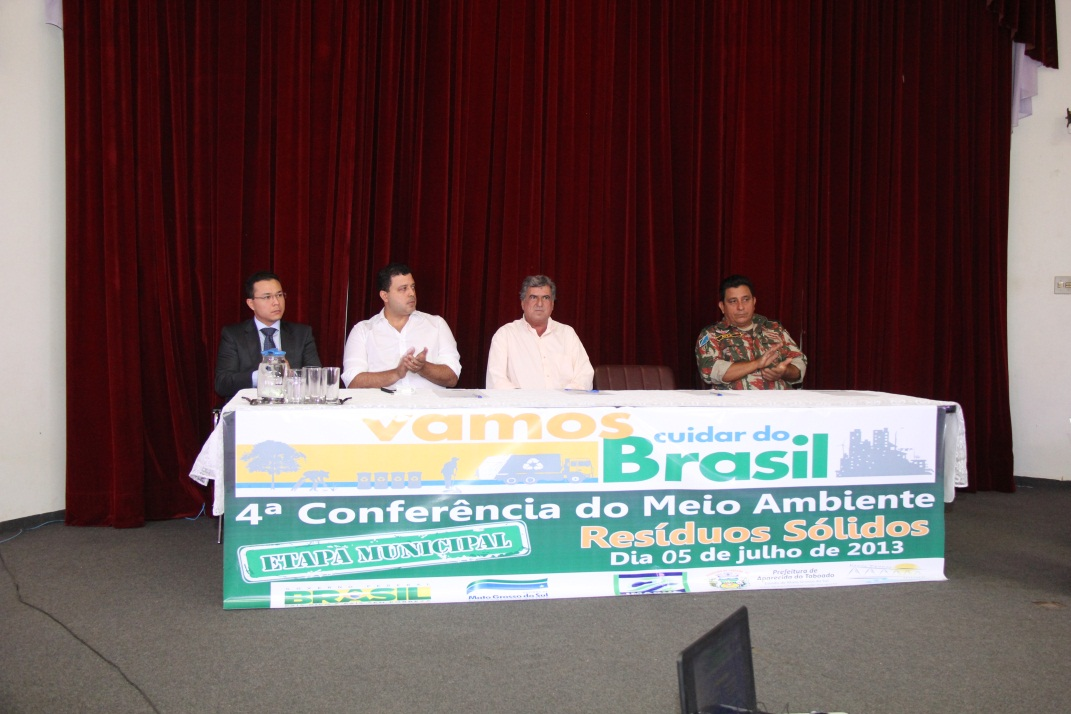 vamos
cuidar do
Brasil
4ª Conferência do Meio Ambiente
ETAPA MUNICIPAL
Resíduos Sólidos
Dia 05 de julho de 2013
BRASIL
Mato Grosso do Sul
Prefeitura de
Aparecida do Taboado